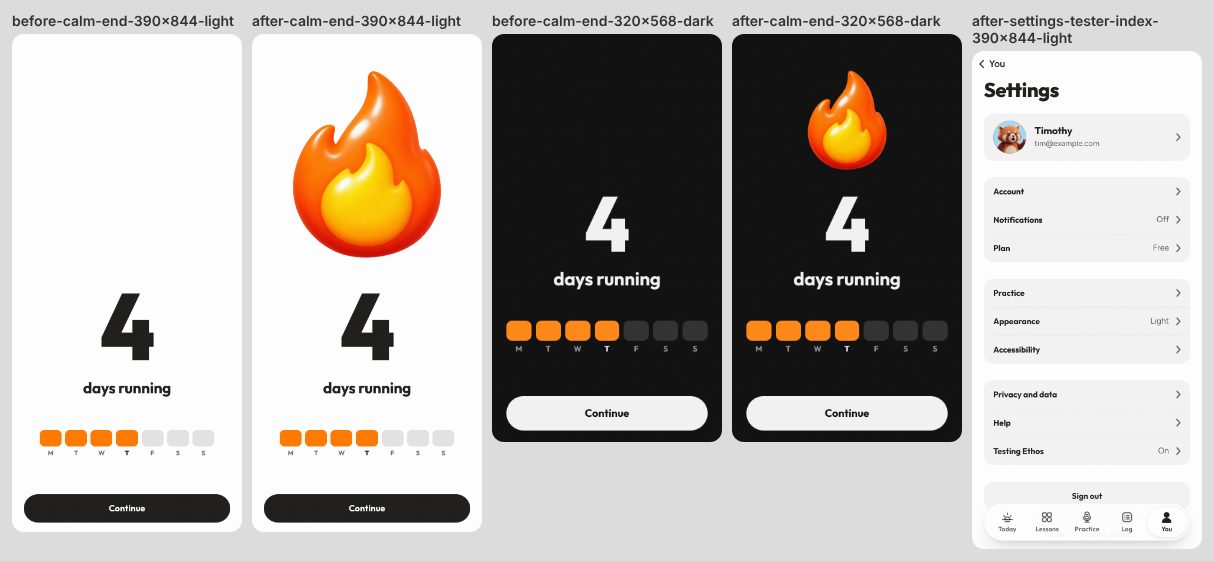 before-calm-end-390×844-light
4
days running
M T W T F S S
Continue
after-calm-end-390×844-light
4
days running
M T W T F S S
Continue
before-calm-end-320×568-dark
4
days running
M T W T F S S
Continue
after-calm-end-320×568-dark
4
days running
M T W T F S S
Continue
after-settings-tester-index-
390×844-light
You
Settings
Timothy
tim@example.com
Account
Notifications Off
Plan Free
Practice
Appearance Light
Accessibility
Privacy and data
Help
Testing Ethos On
Sign out
Today Lessons Practice Log You